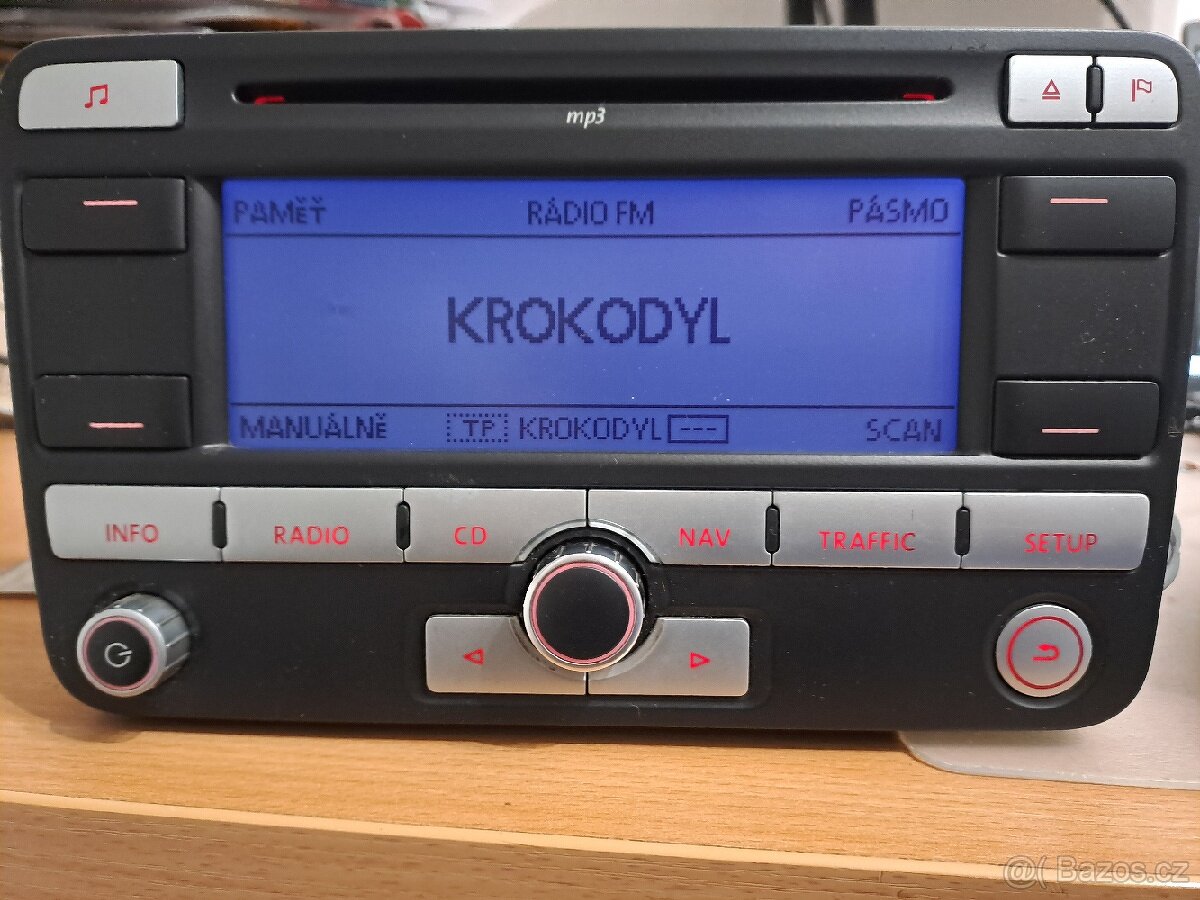 mp3
PAMĚŤ RÁDIO FM PÁSMO
KROKODYL
MANUÁLNĚ TP KROKODYL --- SCAN
INFO RADIO CD NAV TRAFFIC SETUP
@( Bazos.cz